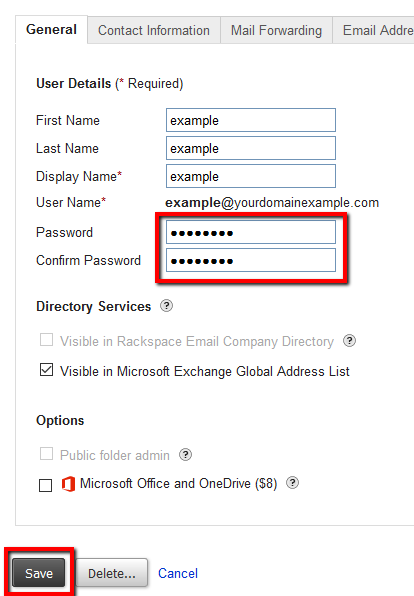 General Contact Information Mail Forwarding Email Addre
User Details (* Required)
First Name example
Last Name example
Display Name* example
User Name* example@yourdomainexample.com
Password ●●●●●●●●
Confirm Password ●●●●●●●●
Directory Services ?
Visible in Rackspace Email Company Directory ?
Visible in Microsoft Exchange Global Address List
Options
Public folder admin ?
Microsoft Office and OneDrive ($8) ?
Save Delete... Cancel